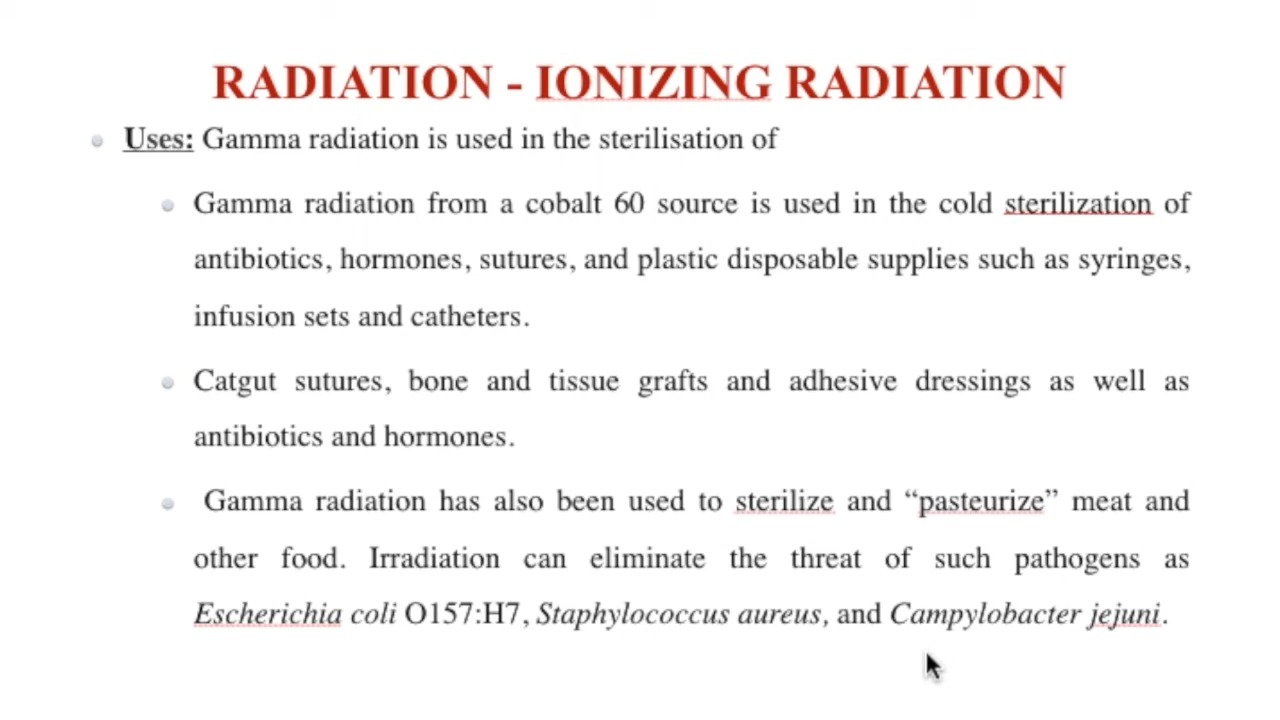 RADIATION - IONIZING RADIATION
Uses: Gamma radiation is used in the sterilisation of
Gamma radiation from a cobalt 60 source is used in the cold sterilization of
antibiotics, hormones, sutures, and plastic disposable supplies such as syringes,
infusion sets and catheters.
Catgut sutures, bone and tissue grafts and adhesive dressings as well as
antibiotics and hormones.
Gamma radiation has also been used to sterilize and “pasteurize” meat and
other food. Irradiation can eliminate the threat of such pathogens as
Escherichia coli O157:H7, Staphylococcus aureus, and Campylobacter jejuni.